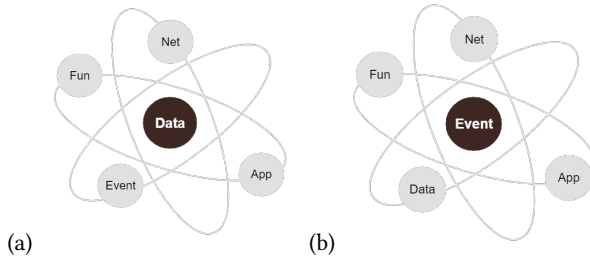 Net
Fun
Data
Event
App
(a)
Net
Fun
Event
Data
App
(b)